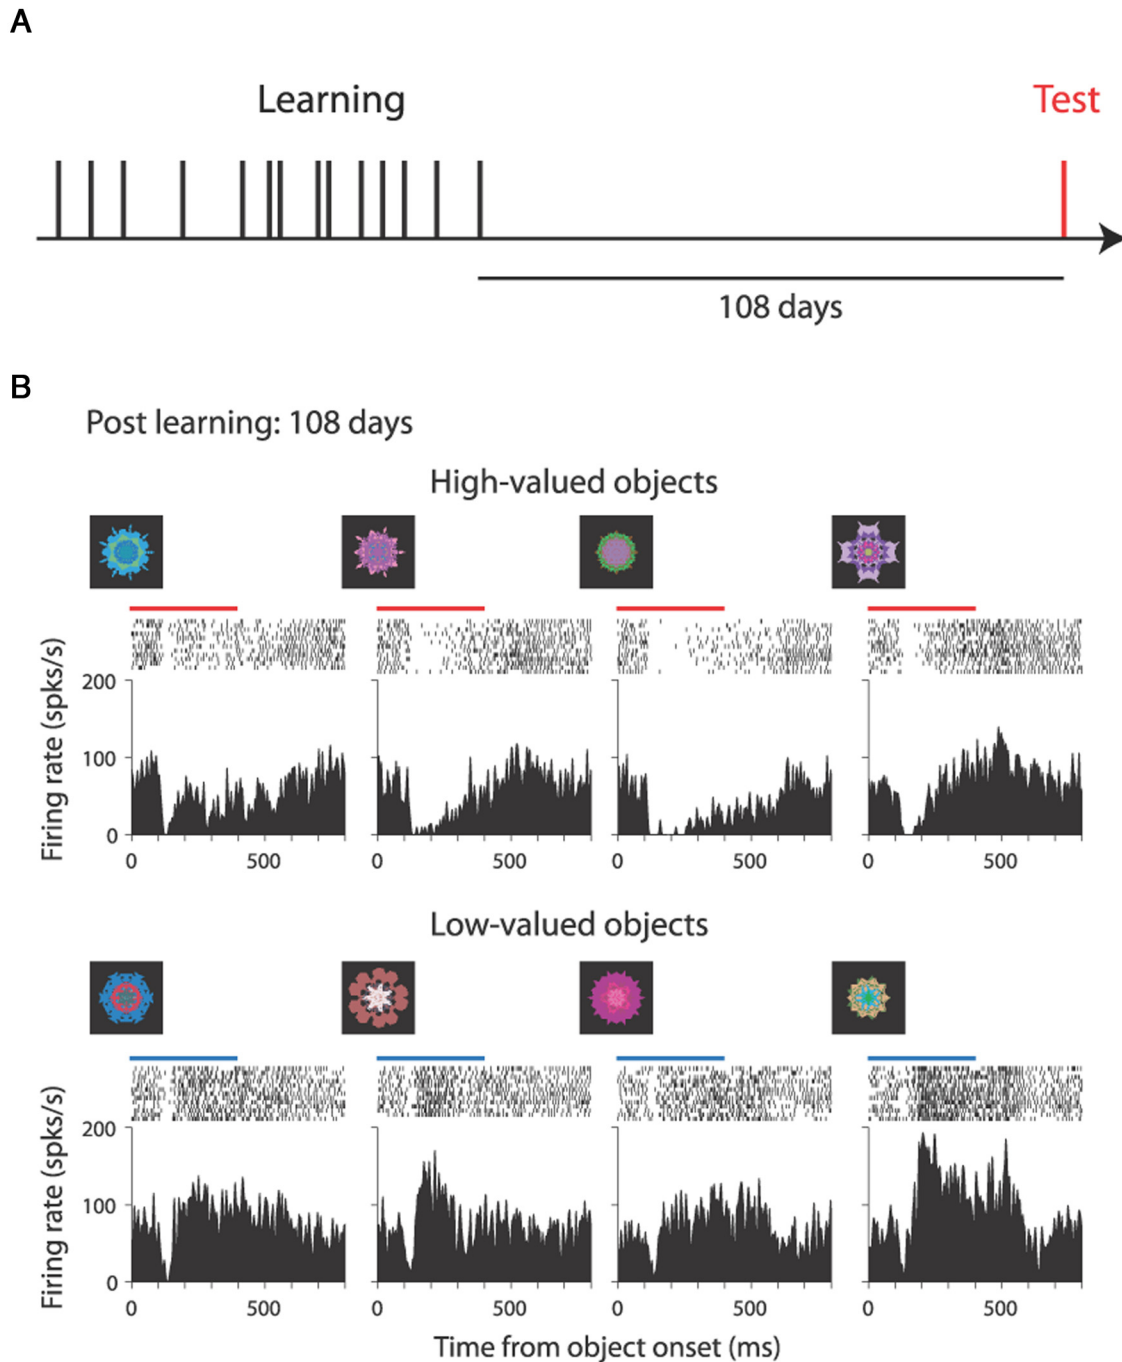 A
Learning
Test
108 days
B
Post learning: 108 days
High-valued objects
Firing rate (spks/s)
200
100
0
0 500 0 500 0 500 0 500
Low-valued objects
Firing rate (spks/s)
200
100
0
0 500 0 500 0 500 0 500
Time from object onset (ms)